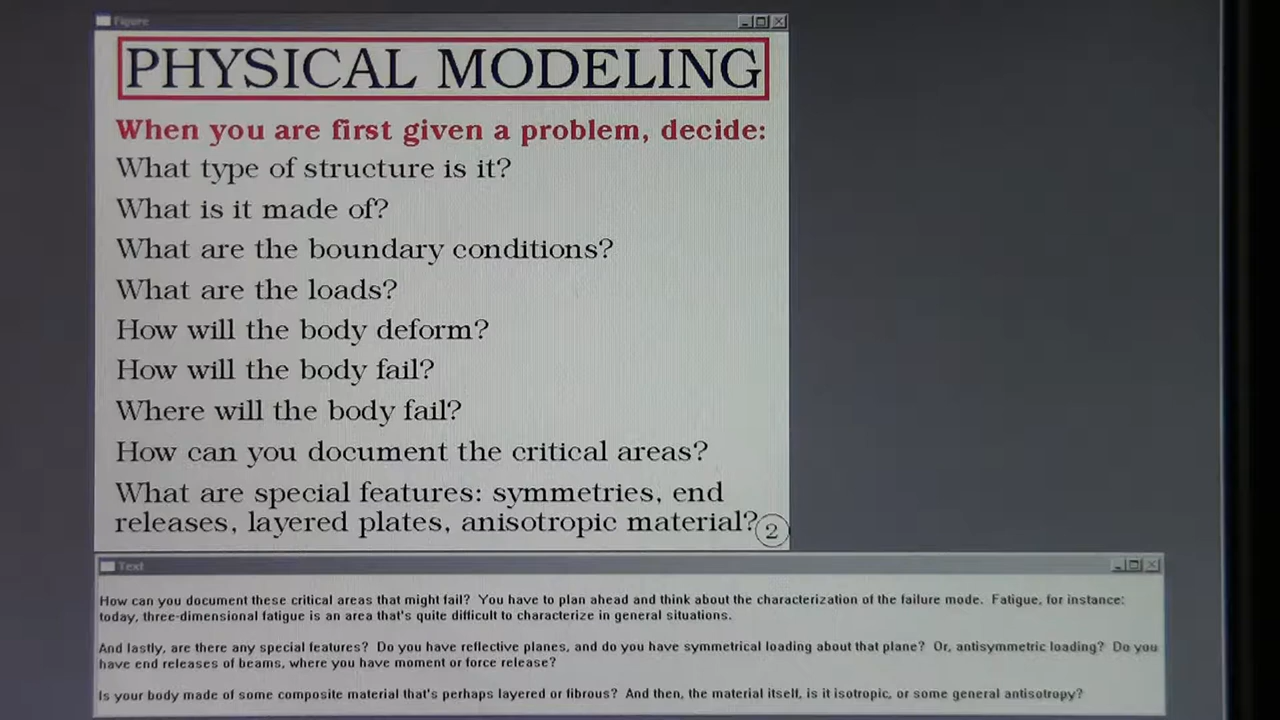 Figure
PHYSICAL MODELING
When you are first given a problem, decide:
What type of structure is it?
What is it made of?
What are the boundary conditions?
What are the loads?
How will the body deform?
How will the body fail?
Where will the body fail?
How can you document the critical areas?
What are special features: symmetries, end
releases, layered plates, anisotropic material?
2
Text
How can you document these critical areas that might fail? You have to plan ahead and think about the characterization of the failure mode. Fatigue, for instance:
today, three-dimensional fatigue is an area that's quite difficult to characterize in general situations.
And lastly, are there any special features? Do you have reflective planes, and do you have symmetrical loading about that plane? Or, antisymmetric loading? Do you
have end releases of beams, where you have moment or force release?
Is your body made of some composite material that's perhaps layered or fibrous? And then, the material itself, is it isotropic, or some general anisotropy?